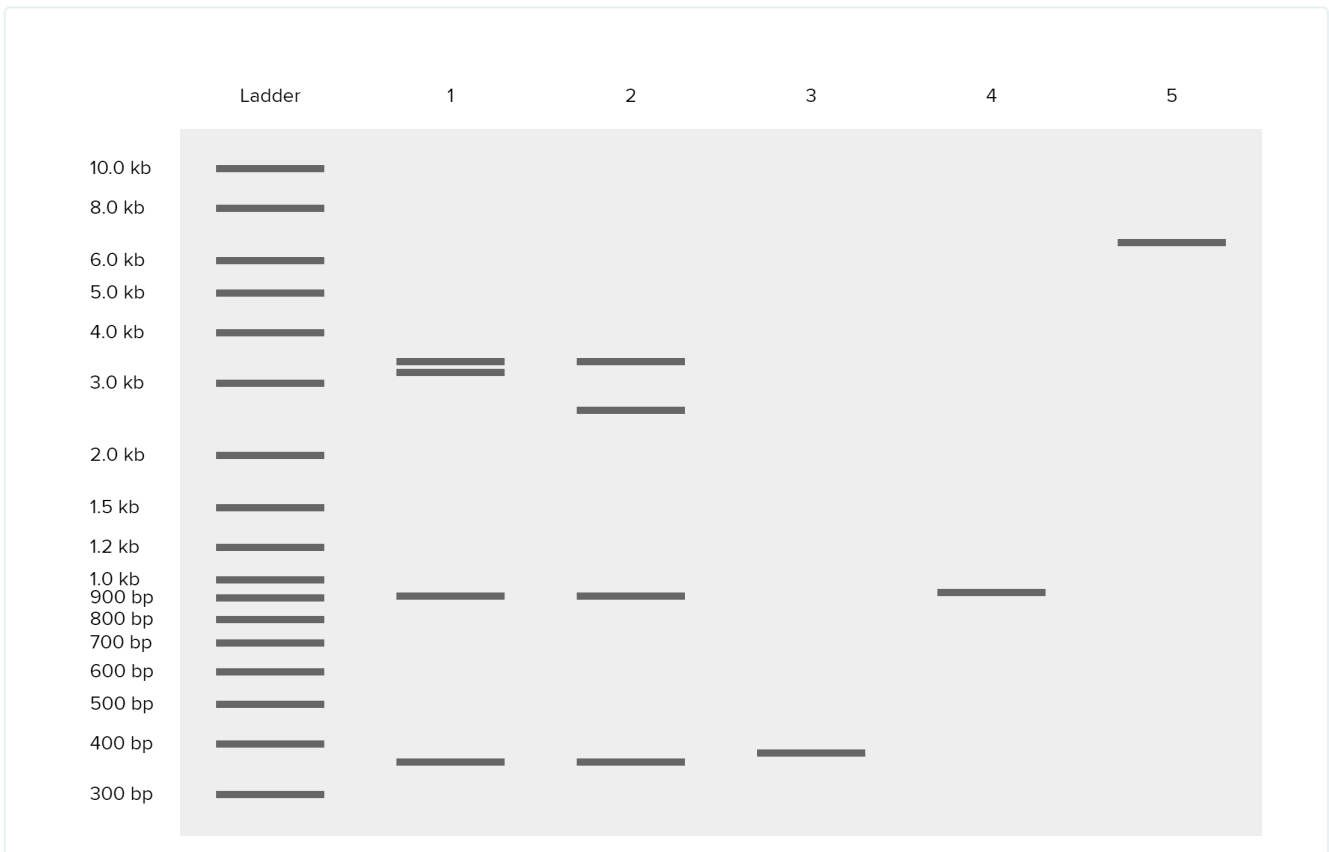 Ladder 1 2 3 4 5
10.0 kb
8.0 kb
6.0 kb
5.0 kb
4.0 kb
3.0 kb
2.0 kb
1.5 kb
1.2 kb
1.0 kb
900 bp
800 bp
700 bp
600 bp
500 bp
400 bp
300 bp